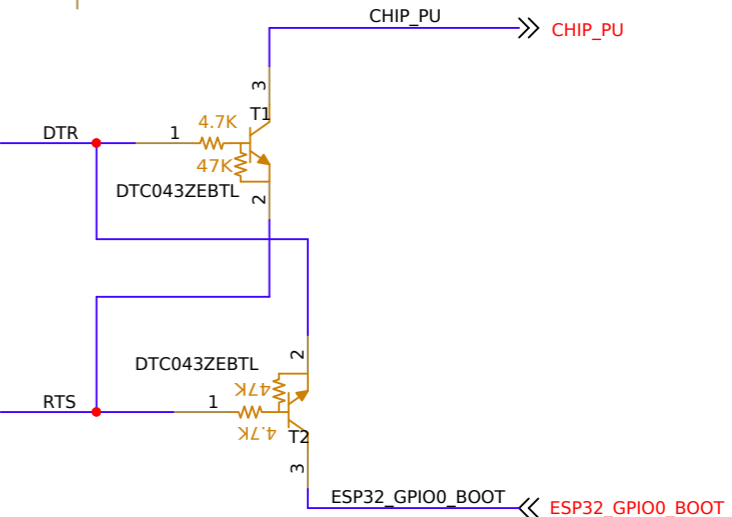 CHIP_PU
CHIP_PU
3
T1
4.7K
DTR
1
47K
DTC043ZEBTL
2
DTC043ZEBTL
2
47K
RTS
1
4.7K
T2
3
ESP32_GPIO0_BOOT
ESP32_GPIO0_BOOT